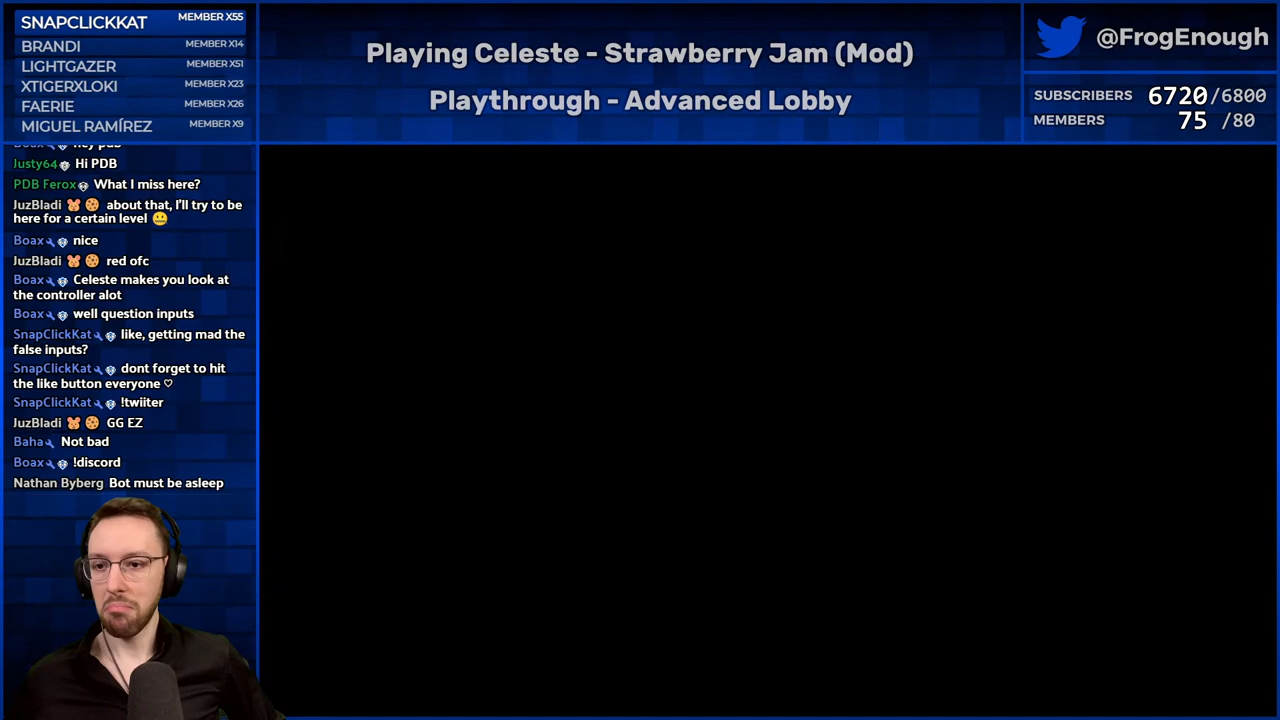 SNAPCLICKKAT MEMBER X55
BRANDI MEMBER X14
LIGHTGAZER MEMBER X51
XTIGERXLOKI MEMBER X23
FAERIE MEMBER X26
MIGUEL RAMÍREZ MEMBER X9
Playing Celeste - Strawberry Jam (Mod)
Playthrough - Advanced Lobby
@FrogEnough
SUBSCRIBERS 6720/6800
MEMBERS 75 /80
Boax hey pdb
Justy64 Hi PDB
PDB Ferox What I miss here?
JuzBladi about that, I'll try to be
here for a certain level
Boax nice
JuzBladi red ofc
Boax Celeste makes you look at
the controller alot
Boax well question inputs
SnapClickKat like, getting mad the
false inputs?
SnapClickKat dont forget to hit
the like button everyone ♡
SnapClickKat !twiiter
JuzBladi GG EZ
Baha Not bad
Boax !discord
Nathan Byberg Bot must be asleep